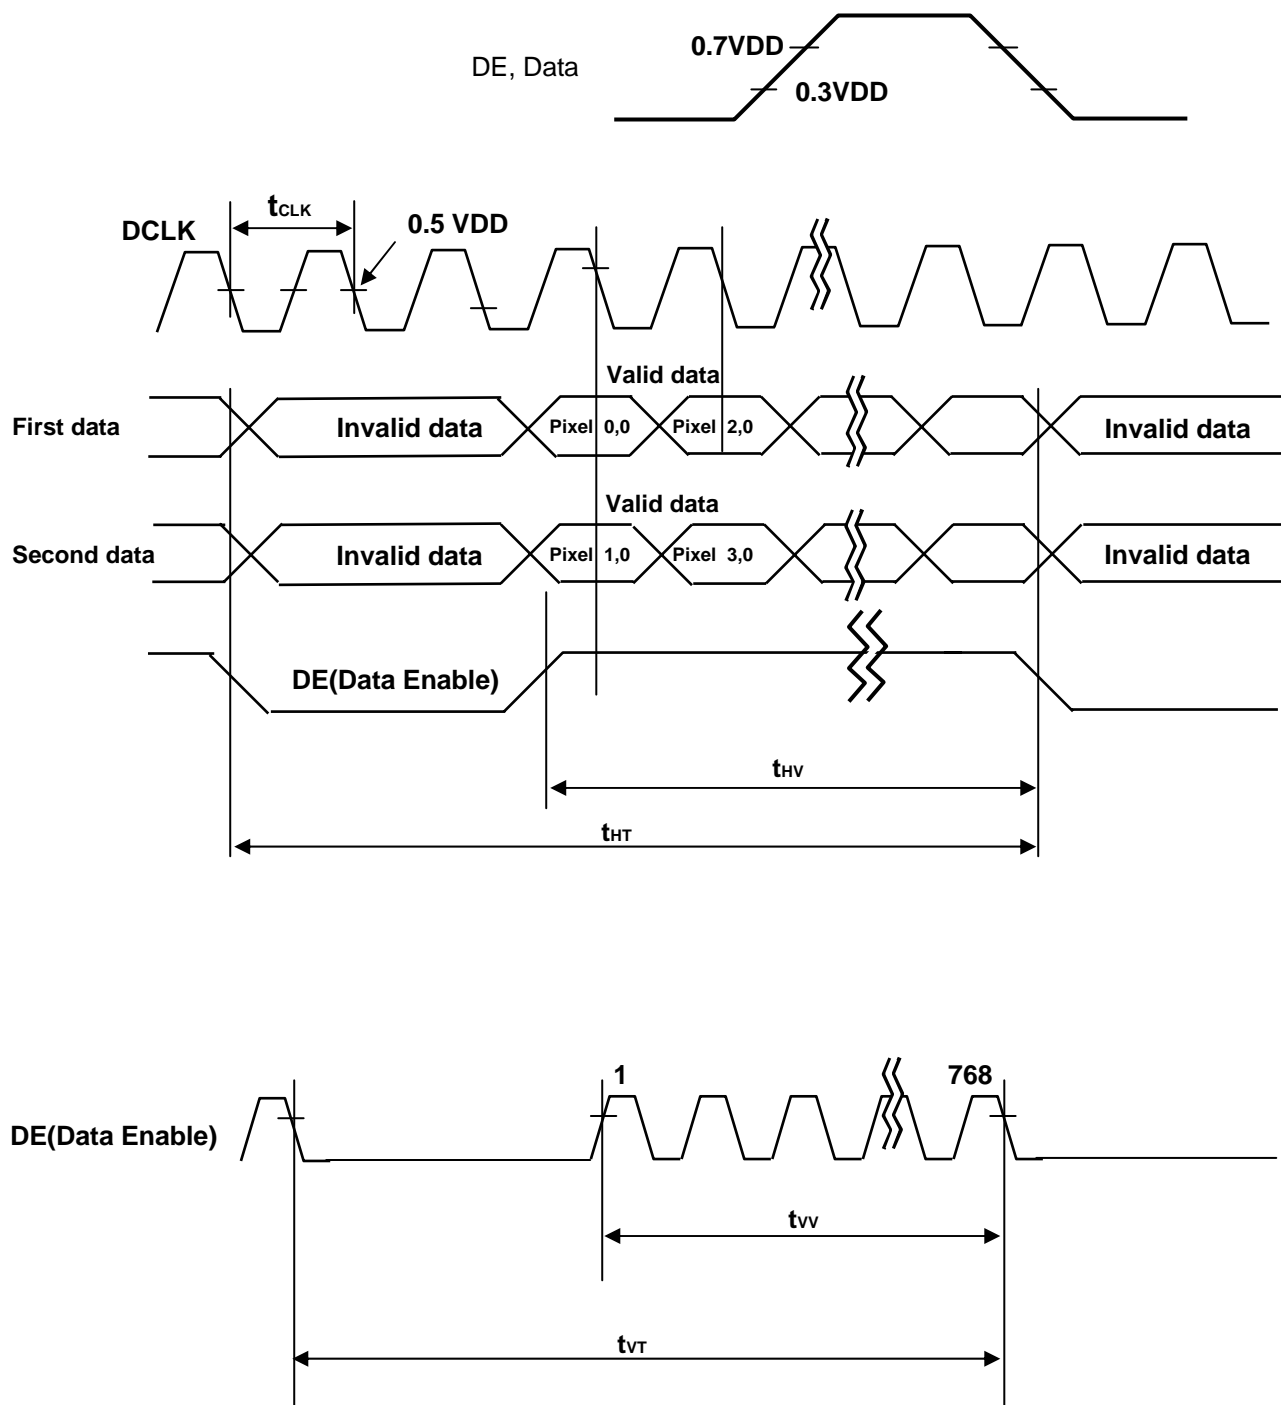 0.7VDD
DE, Data
0.3VDD
tCLK
0.5 VDD
DCLK
Valid data
First data
Invalid data
Pixel 0,0
Pixel 2,0
Invalid data
Valid data
Second data
Invalid data
Pixel 1,0
Pixel 3,0
Invalid data
DE(Data Enable)
tHV
tHT
1
768
DE(Data Enable)
tVV
tVT